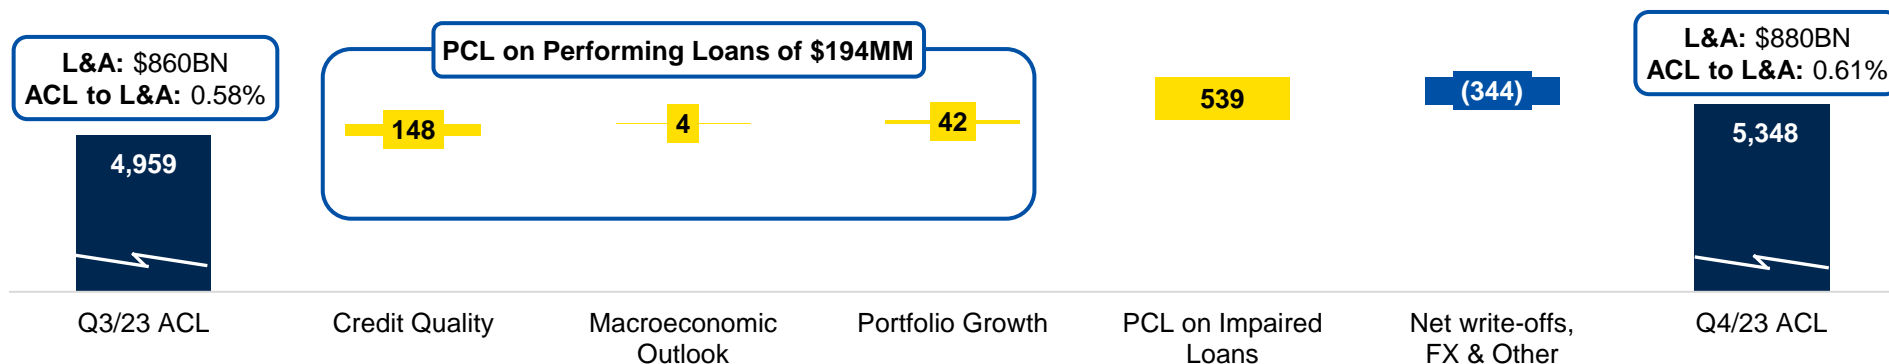 L&A: $860BN
ACL to L&A: 0.58%
PCL on Performing Loans of $194MM
L&A: $880BN
ACL to L&A: 0.61%
4,959
148
4
42
539
(344)
5,348
Q3/23 ACL
Credit Quality
Macroeconomic
Outlook
Portfolio Growth
PCL on Impaired
Loans
Net write-offs,
FX & Other
Q4/23 ACL